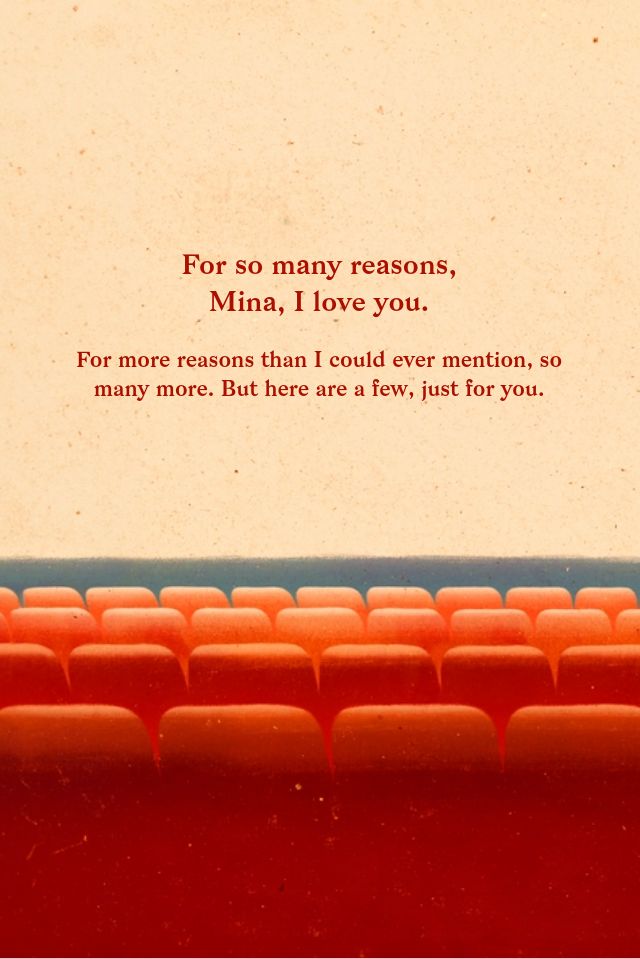 For so many reasons,
Mina, I love you.
For more reasons than I could ever mention, so
many more. But here are a few, just for you.